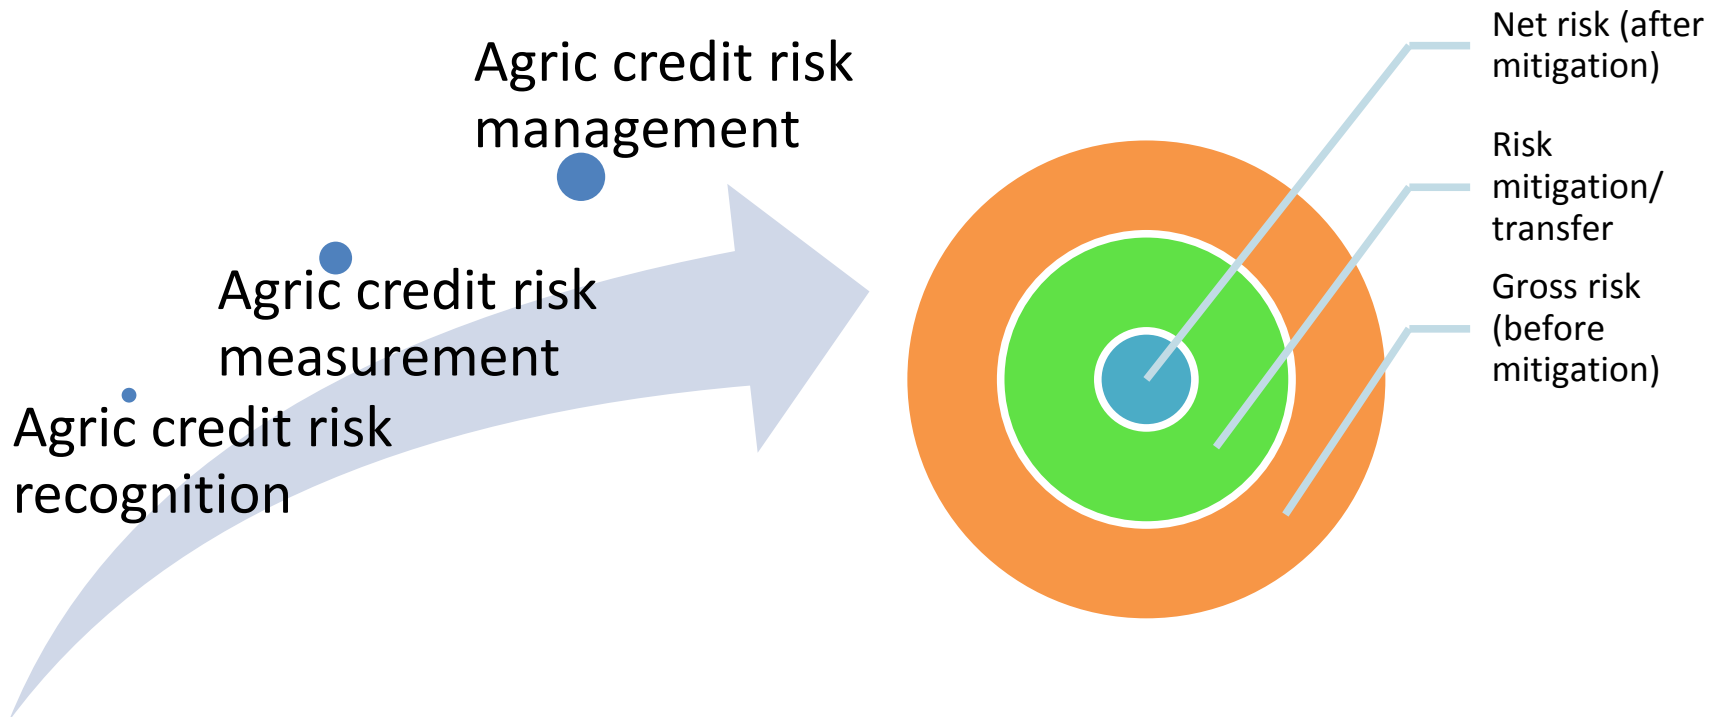 Agric credit risk
management
Agric credit risk
measurement
Agric credit risk
recognition
Net risk (after
mitigation)
Risk
mitigation/
transfer
Gross risk
(before
mitigation)